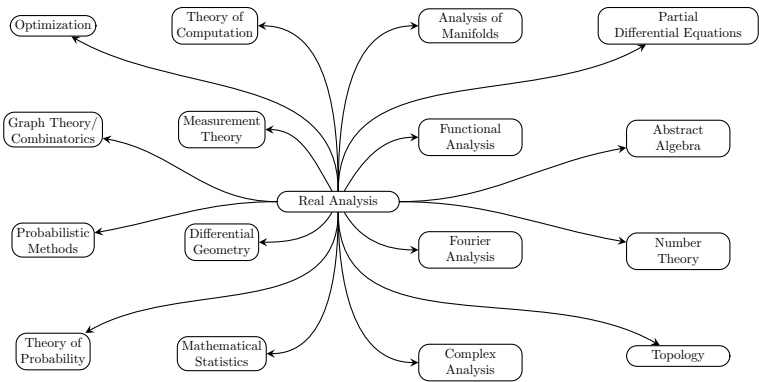 Optimization
Theory of
Computation
Analysis of
Manifolds
Partial
Differential Equations
Graph Theory/
Combinatorics
Measurement
Theory
Functional
Analysis
Abstract
Algebra
Real Analysis
Probabilistic
Methods
Differential
Geometry
Fourier
Analysis
Number
Theory
Theory of
Probability
Mathematical
Statistics
Complex
Analysis
Topology